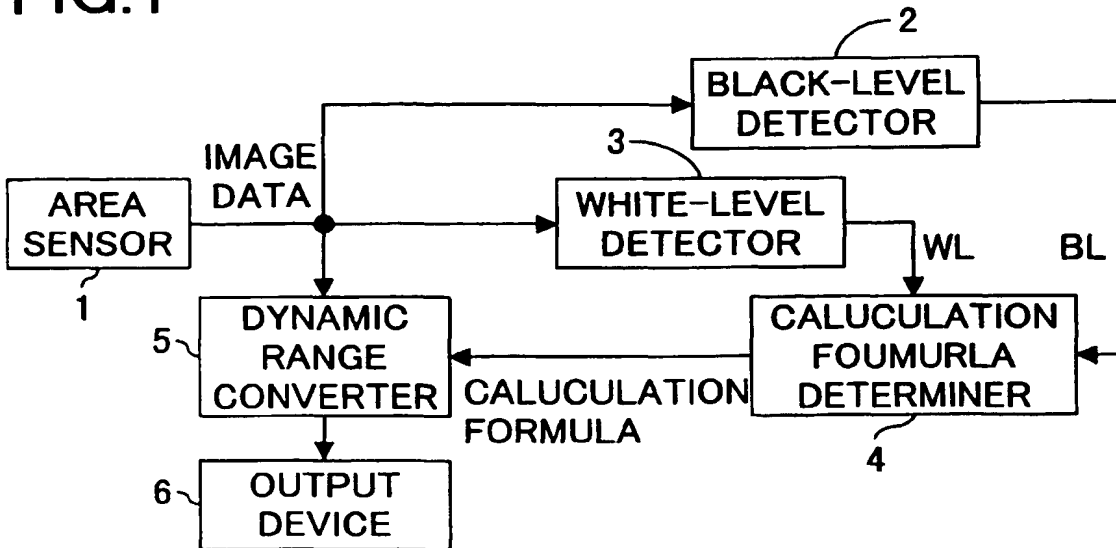 FIG.1
2
BLACK-LEVEL
DETECTOR
3
IMAGE
DATA
AREA
SENSOR
1
WHITE-LEVEL
DETECTOR
WL
BL
5
DYNAMIC
RANGE
CONVERTER
CALUCULATION
FORMULA
CALUCULATION
FOUMURLA
DETERMINER
4
6
OUTPUT
DEVICE